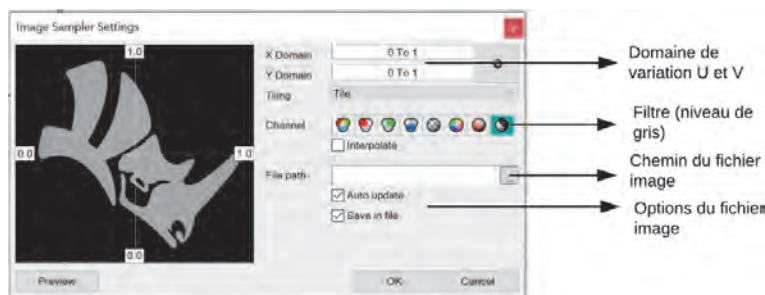 Image Sampler Settings
x
1.0
0.0
1.0
0.0
X Domain
0 To 1
Y Domain
0 To 1
Tiling
Tile
Channel
Interpolate
File path
...
Auto update
Save in file
Preview
OK
Cancel
Domaine de
variation U et V
Filtre (niveau de
gris)
Chemin du fichier
image
Options du fichier
image